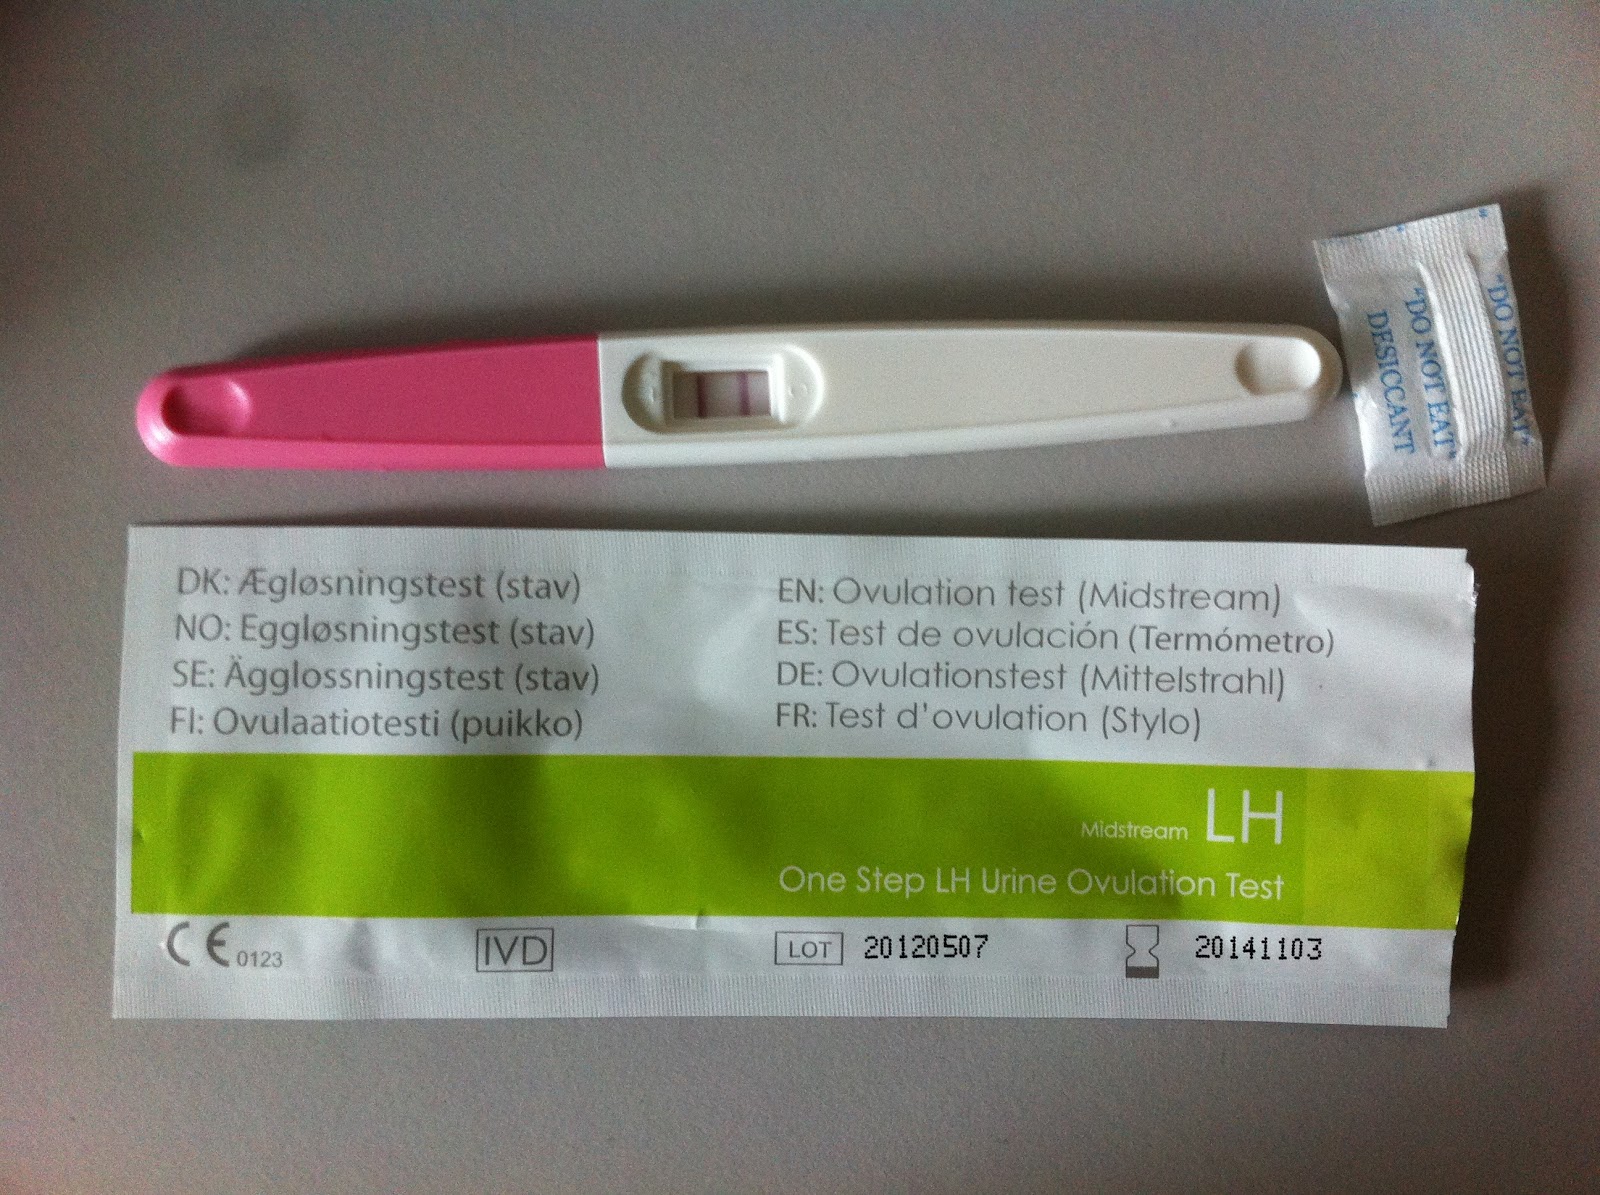 "DO NOT EAT"
"DO NOT EAT"
DESICCANT
DK: Ægløsningstest (stav)
NO: Eggløsningstest (stav)
SE: Ägglossningstest (stav)
FI: Ovulaatiotesti (puikko)
EN: Ovulation test (Midstream)
ES: Test de ovulación (Termómetro)
DE: Ovulationstest (Mittelstrahl)
FR: Test d'ovulation (Stylo)
Midstream LH
One Step LH Urine Ovulation Test
CE 0123 IVD LOT 20120507 20141103